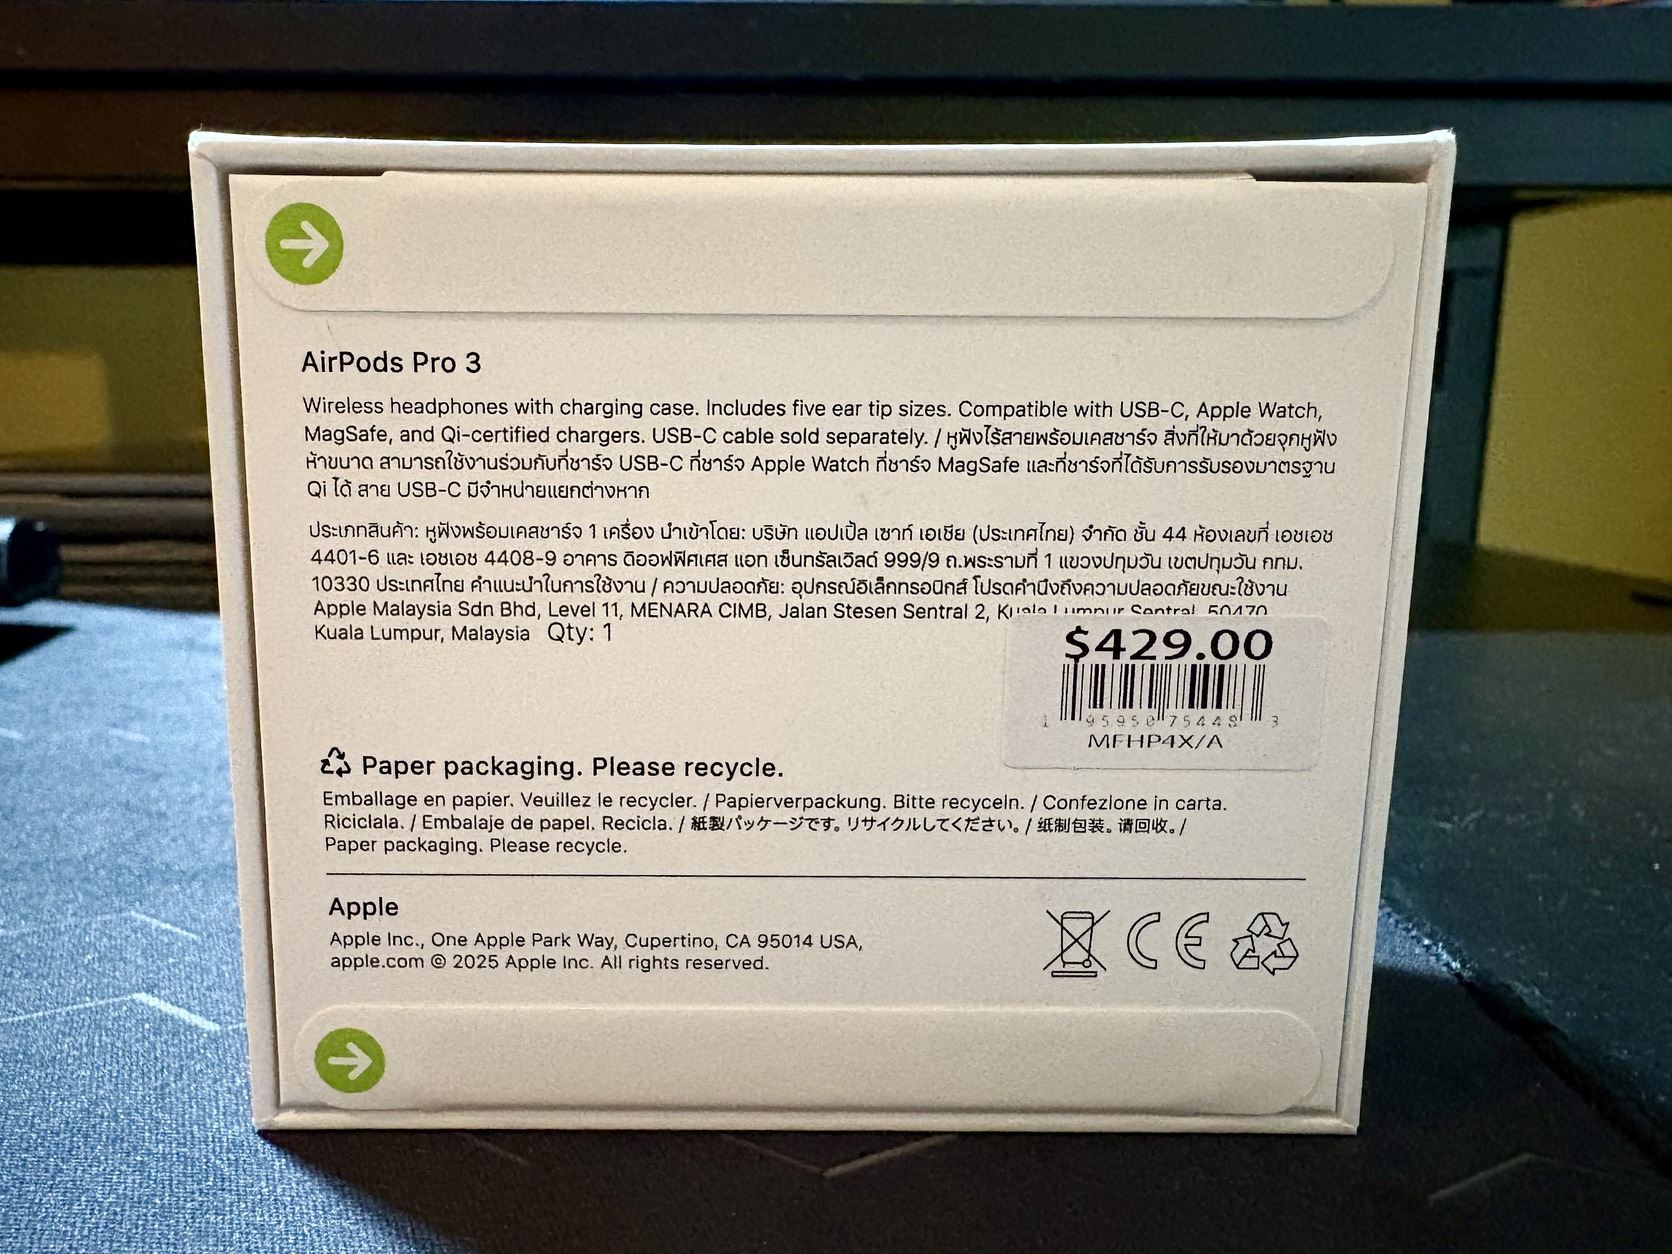 AirPods Pro 3
Wireless headphones with charging case. Includes five ear tip sizes. Compatible with USB-C, Apple Watch,
MagSafe, and Qi-certified chargers. USB-C cable sold separately. / หูฟังไร้สายพร้อมเคสชาร์จ สิ่งที่ให้มาด้วยจุกหูฟัง
ห้าขนาด สามารถใช้งานร่วมกับที่ชาร์จ USB-C ที่ชาร์จ Apple Watch ที่ชาร์จ MagSafe และที่ชาร์จที่ได้รับการรับรองมาตรฐาน
Qi ได้ สาย USB-C มีจำหน่ายแยกต่างหาก
ประเภทสินค้า: หูฟังพร้อมเคสชาร์จ 1 เครื่อง นำเข้าโดย: บริษัท แอปเปิ้ล เซาท์ เอเชีย (ประเทศไทย) จำกัด ชั้น 44 ห้องเลขที่ เอชเอช
4401-6 และ เอชเอช 4408-9 อาคาร ดิออฟฟิศเศส แอท เซ็นทรัลเวิลด์ 999/9 ถ.พระรามที่ 1 แขวงปทุมวัน เขตปทุมวัน กทม.
10330 ประเทศไทย คำแนะนำในการใช้งาน / ความปลอดภัย: อุปกรณ์อิเล็กทรอนิกส์ โปรดคำนึงถึงความปลอดภัยขณะใช้งาน
Apple Malaysia Sdn Bhd, Level 11, MENARA CIMB, Jalan Stesen Sentral 2, Kuala Lumpur Sentral, 50470
Kuala Lumpur, Malaysia Qty: 1
$429.00
1 95950 75448 3
MFHP4X/A
Paper packaging. Please recycle.
Emballage en papier. Veuillez le recycler. / Papierverpackung. Bitte recyceln. / Confezione in carta.
Riciclala. / Embalaje de papel. Recicla. / 紙製パッケージです。リサイクルしてください。/ 纸制包装。请回收。/
Paper packaging. Please recycle.
Apple
Apple Inc., One Apple Park Way, Cupertino, CA 95014 USA,
apple.com © 2025 Apple Inc. All rights reserved.
CE